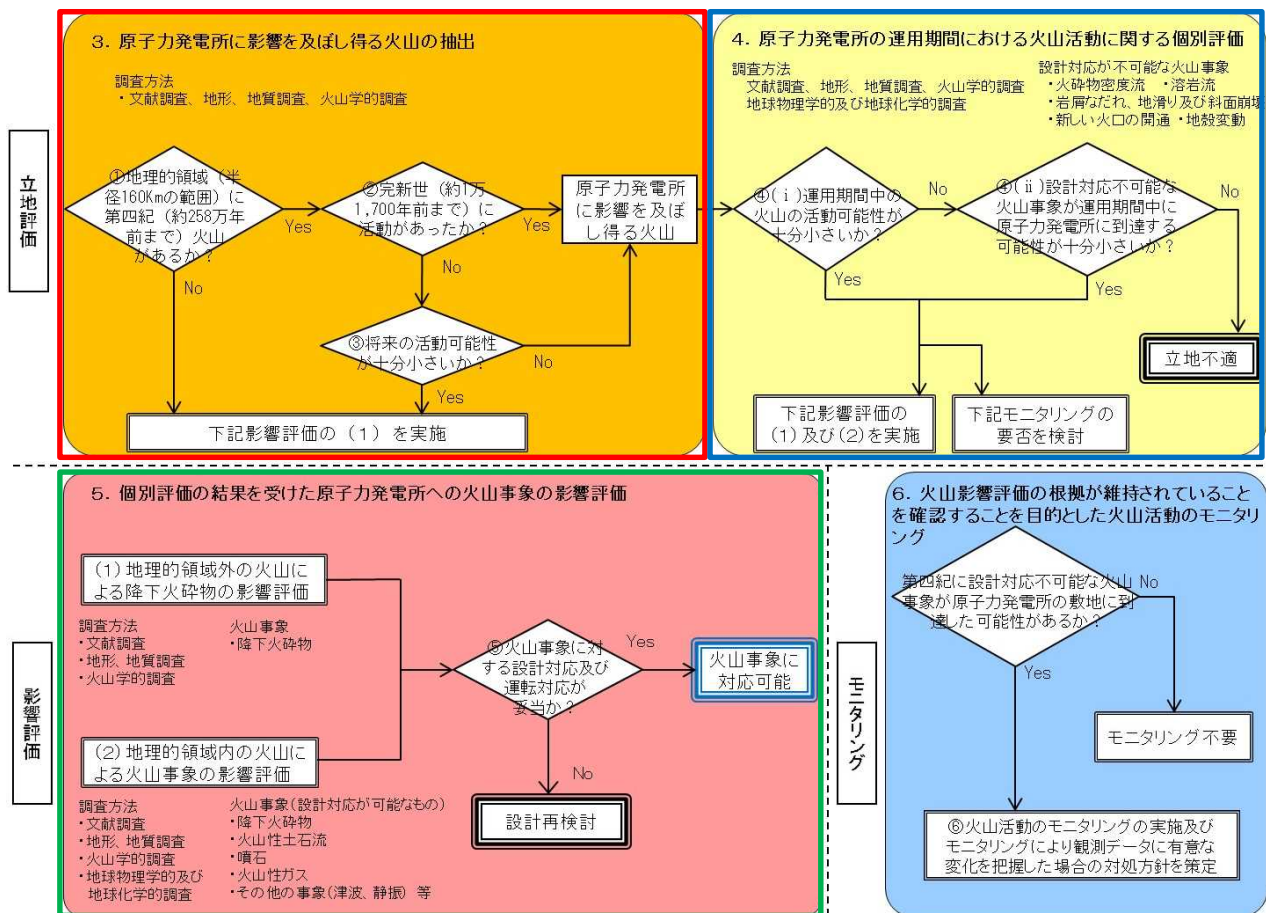 立地評価
3. 原子力発電所に影響を及ぼし得る火山の抽出
調査方法
・文献調査、地形、地質調査、火山学的調査
①地理的領域（半
径160Kmの範囲）に
第四紀（約258万年
前まで）火山
があるか？
Yes
No
②完新世（約1万
1,700年前まで）に
活動があったか？
Yes
No
原子力発電所
に影響を及ぼ
し得る火山
③将来の活動可能性
が十分小さいか？
No
Yes
下記影響評価の（1）を実施
4. 原子力発電所の運用期間における火山活動に関する個別評価
調査方法
文献調査、地形、地質調査、火山学的調査
地球物理学的及び地球化学的調査
設計対応が不可能な火山事象
・火砕物密度流　・溶岩流
・岩屑なだれ、地滑り及び斜面崩壊
・新しい火口の開通　・地殻変動
④(ⅰ)運用期間中の
火山の活動可能性が
十分小さいか？
No
Yes
④(ⅱ)設計対応不可能な
火山事象が運用期間中に
原子力発電所に到達する
可能性が十分小さいか？
No
Yes
立地不適
下記影響評価の
(1)及び(2)を実施
下記モニタリングの
要否を検討
影響評価
5. 個別評価の結果を受けた原子力発電所への火山事象の影響評価
(1)地理的領域外の火山に
よる降下火砕物の影響評価
調査方法
・文献調査
・地形、地質調査
・火山学的調査
火山事象
・降下火砕物
(2)地理的領域内の火山に
よる火山事象の影響評価
調査方法
・文献調査
・地形、地質調査
・火山学的調査
・地球物理学的及び
地球化学的調査
火山事象(設計対応が可能なもの)
・降下火砕物
・火山性土石流
・噴石
・火山性ガス
・その他の事象(津波、静振）等
⑤火山事象に対
する設計対応及び
運転対応が
妥当か？
Yes
No
火山事象に
対応可能
設計再検討
モニタリング
6. 火山影響評価の根拠が維持されていること
を確認することを目的とした火山活動のモニタリ
ング
第四紀に設計対応不可能な火山
事象が原子力発電所の敷地に到
達した可能性があるか？
No
Yes
モニタリング不要
⑥火山活動のモニタリングの実施及び
モニタリングにより観測データに有意な
変化を把握した場合の対処方針を策定